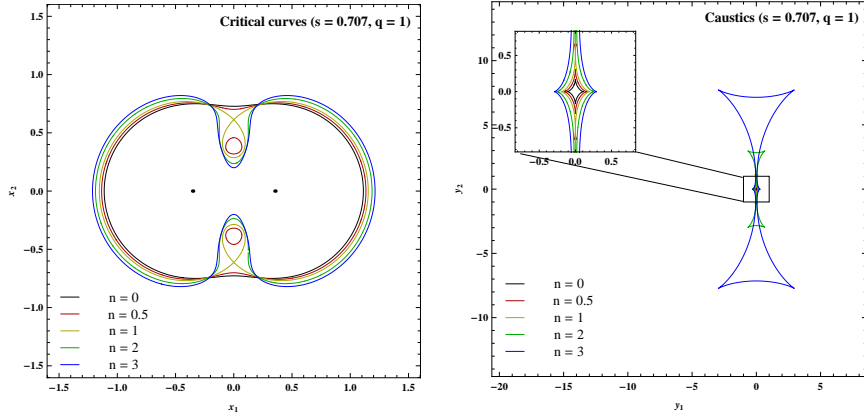 Critical curves (s = 0.707, q = 1)
1.5
1.0
0.5
0.0
-0.5
-1.0
-1.5
x2
n = 0
n = 0.5
n = 1
n = 2
n = 3
-1.5 -1.0 -0.5 0.0 0.5 1.0 1.5
x1
Caustics (s = 0.707, q = 1)
10
5
0
-5
-10
y2
0.5
0.0
-0.5
-0.5 0.0 0.5
n = 0
n = 0.5
n = 1
n = 2
n = 3
-20 -15 -10 -5 0 5
y1